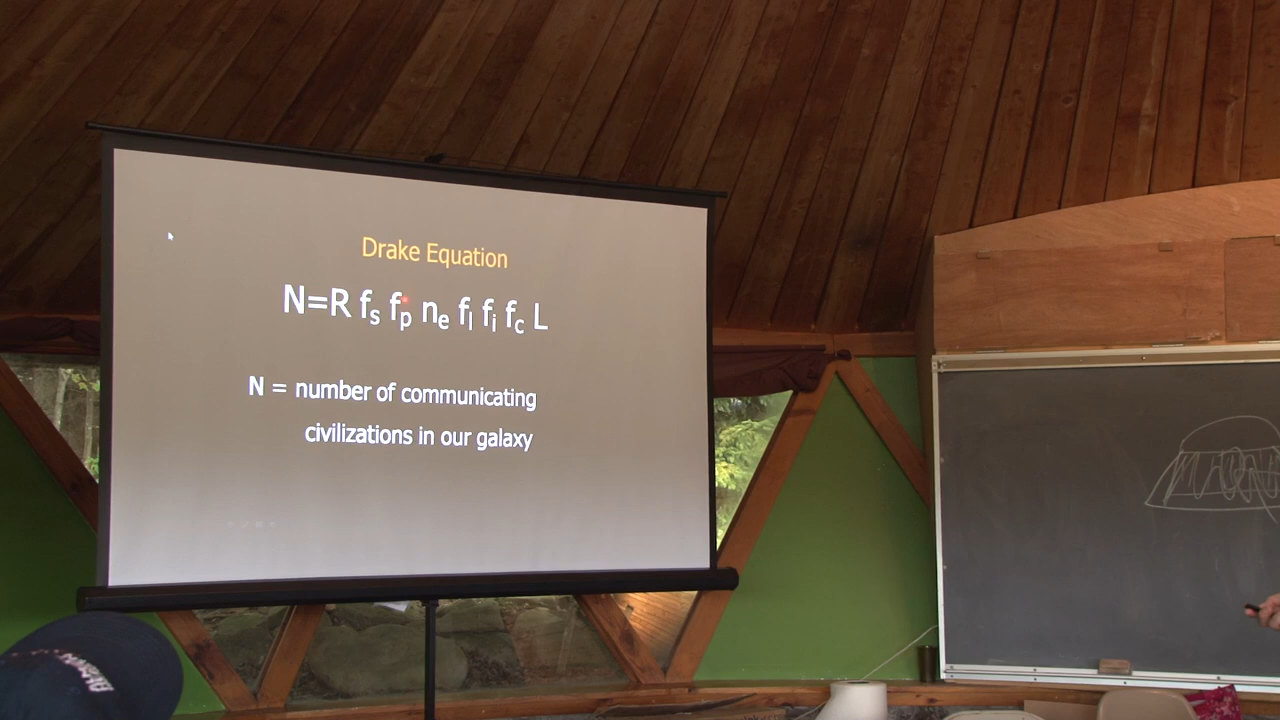 Drake Equation
N=R fs fp ne fl fi fc L
N = number of communicating
civilizations in our galaxy